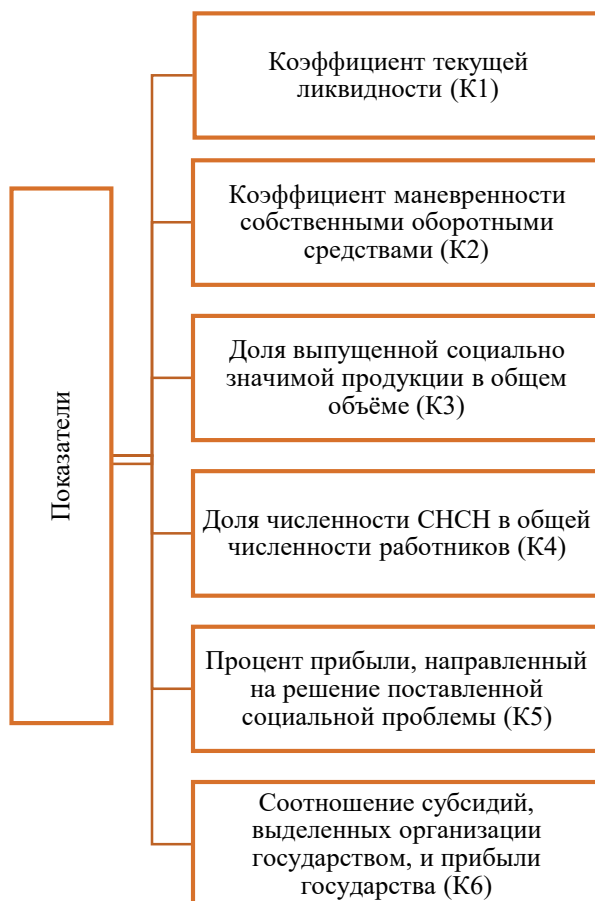 Показатели
Коэффициент текущей
ликвидности (К1)
Коэффициент маневренности
собственными оборотными
средствами (К2)
Доля выпущенной социально
значимой продукции в общем
объёме (К3)
Доля численности СНСН в общей
численности работников (К4)
Процент прибыли, направленный
на решение поставленной
социальной проблемы (К5)
Соотношение субсидий,
выделенных организации
государством, и прибыли
государства (К6)